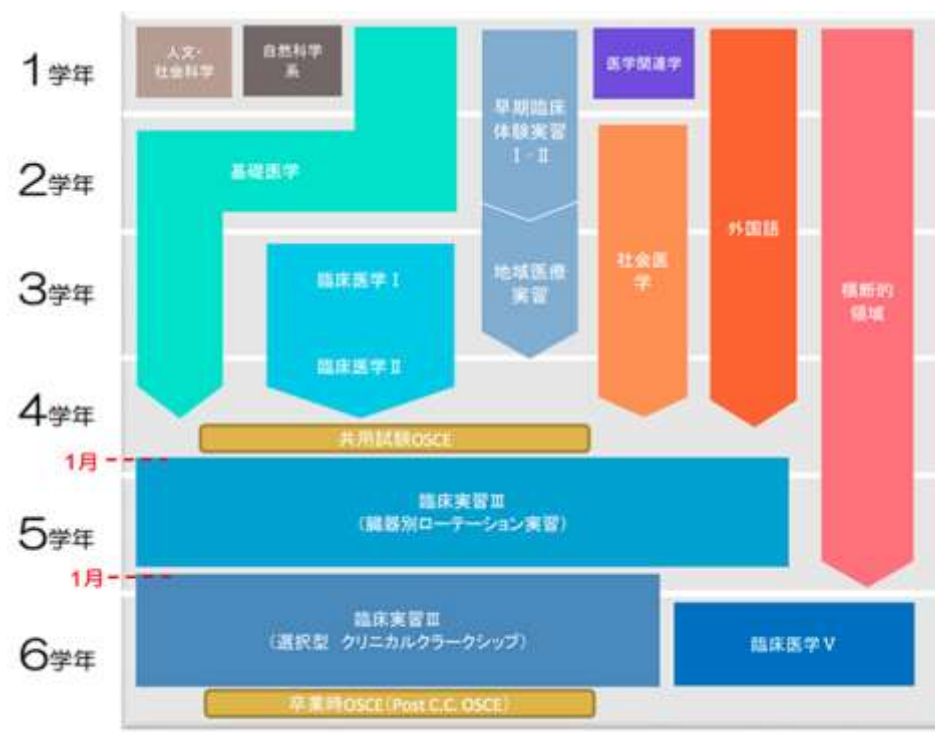 1学年
人文・
社会科学
自然科学
系
医学関連学
早期臨床
体験実習
Ⅰ・Ⅱ
2学年
基礎医学
外国語
3学年
臨床医学Ⅰ
地域医療
実習
社会医
学
横断的
領域
臨床医学Ⅱ
4学年
共用試験OSCE
1月
5学年
臨床実習Ⅲ
（臓器別ローテーション実習）
1月
6学年
臨床実習Ⅲ
（選択型 クリニカルクラークシップ）
臨床医学Ⅴ
卒業時OSCE（Post C.C. OSCE）